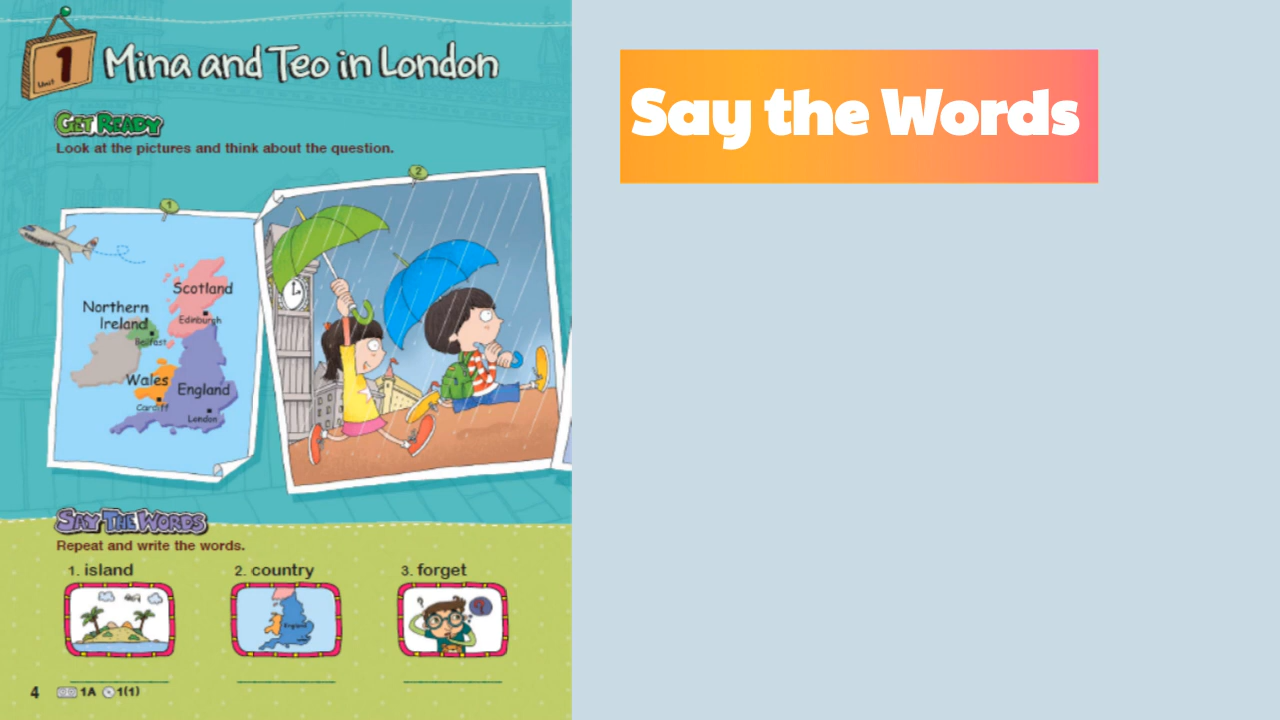 Unit 1 Mina and Teo in London
GET READY
Look at the pictures and think about the question.
1
2
Scotland
Northern
Ireland
Edinburgh
Belfast
Wales
England
Cardiff
London
SAY THE WORDS
Repeat and write the words.
1. island
2. country
3. forget
England
?
?
4
1A
1(1)
Say the Words